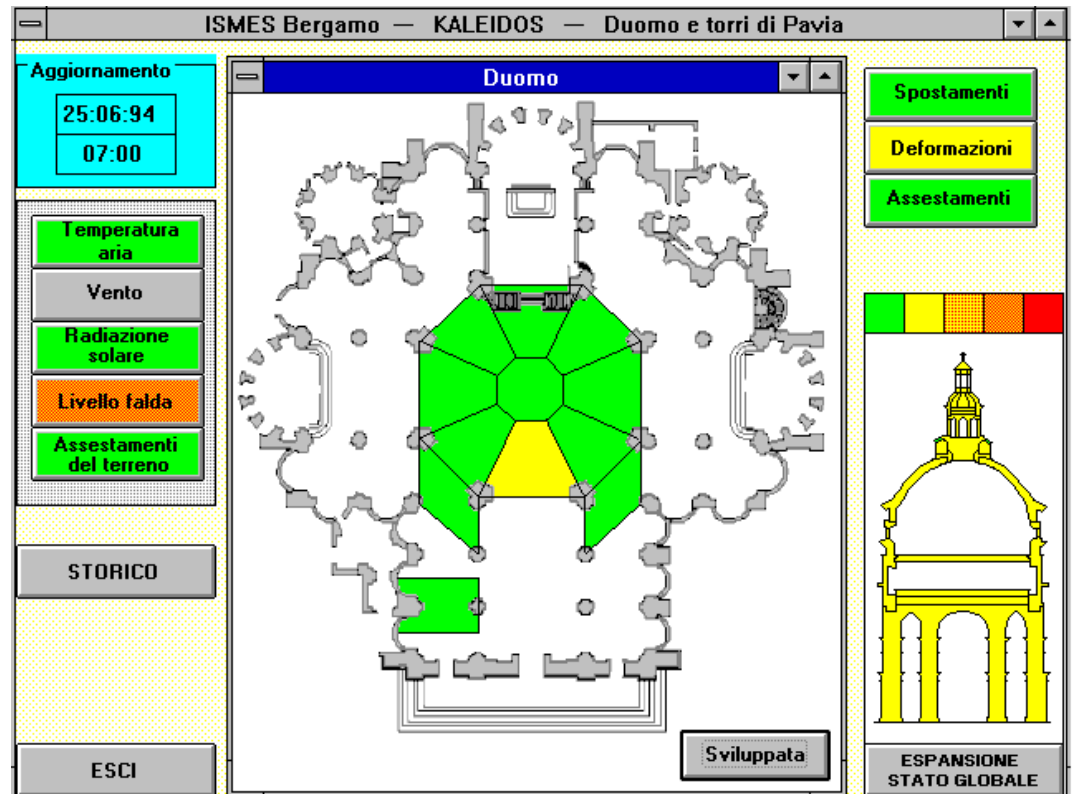 ISMES Bergamo — KALEIDOS — Duomo e torri di Pavia
Aggiornamento
25:06:94
07:00
Temperatura
aria
Vento
Radiazione
solare
Livello falda
Assestamenti
del terreno
STORICO
ESCI
Duomo
Sviluppata
Spostamenti
Deformazioni
Assestamenti
ESPANSIONE
STATO GLOBALE